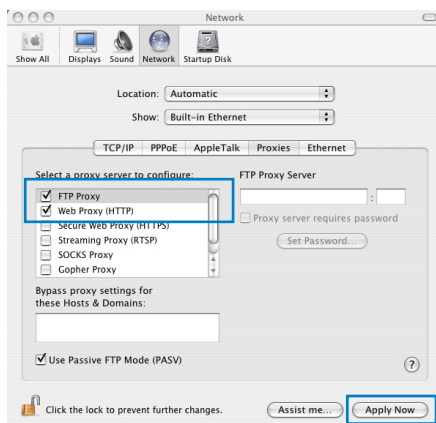 Network
Show All Displays Sound Network Startup Disk
Location: Automatic
Show: Built-in Ethernet
TCP/IP PPPoE AppleTalk Proxies Ethernet
Select a proxy server to configure:
FTP Proxy
Web Proxy (HTTP)
Secure Web Proxy (HTTPS)
Streaming Proxy (RTSP)
SOCKS Proxy
Gopher Proxy
FTP Proxy Server
:
Proxy server requires password
Set Password...
Bypass proxy settings for
these Hosts & Domains:
Use Passive FTP Mode (PASV)
?
Click the lock to prevent further changes.
Assist me...
Apply Now